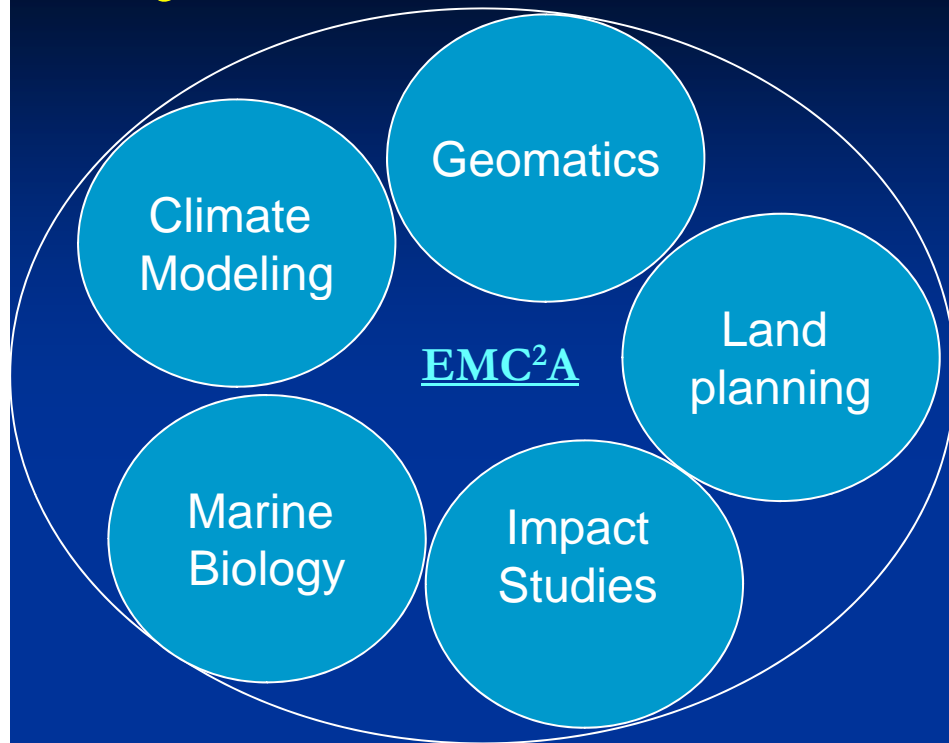 Geomatics
Climate
Modeling
Land
planning
EMC²A
Marine
Biology
Impact
Studies